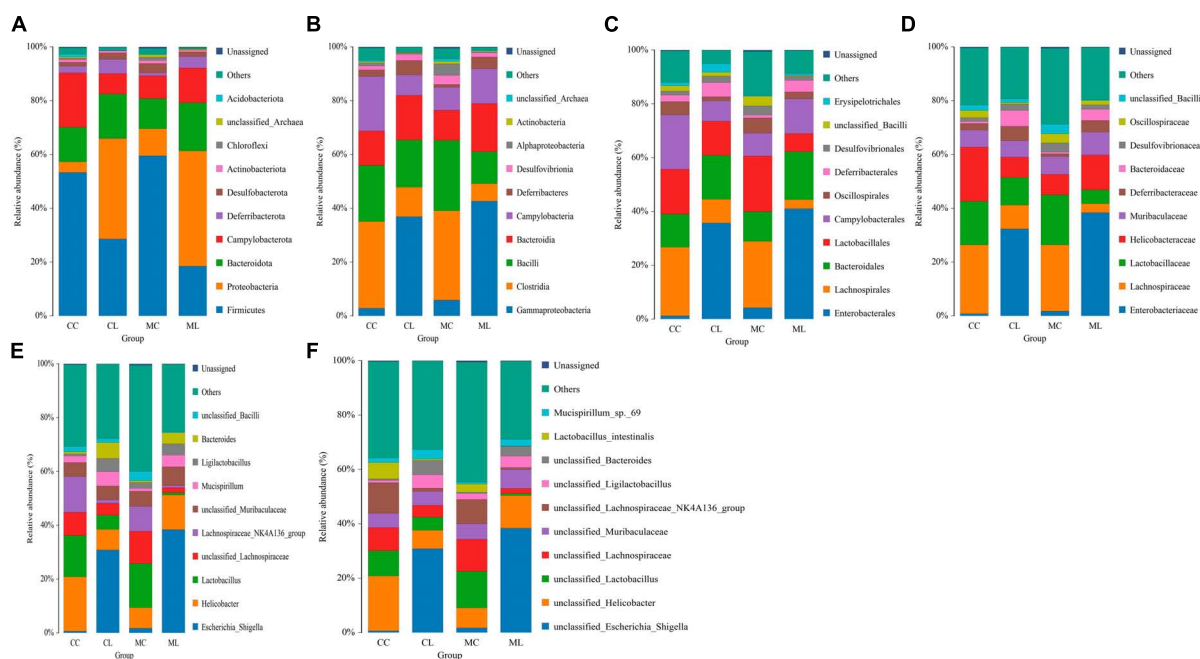 A
100%
80%
60%
40%
20%
0%
Relative abundance (%)
CC
CL
MC
ML
Group
Unassigned
Others
Acidobacteriota
unclassified_Archaea
Chloroflexi
Actinobacteriota
Desulfobacterota
Deferribacterota
Campylobacterota
Bacteroidota
Proteobacteria
Firmicutes
B
100%
80%
60%
40%
20%
0%
Relative abundance (%)
CC
CL
MC
ML
Group
Unassigned
Others
unclassified_Archaea
Actinobacteria
Alphaproteobacteria
Desulfovibrionia
Deferribacteres
Campylobacteria
Bacteroidia
Bacilli
Clostridia
Gammaproteobacteria
C
100%
80%
60%
40%
20%
0%
Relative abundance (%)
CC
CL
MC
ML
Group
Unassigned
Others
Erysipelotrichales
unclassified_Bacilli
Desulfovibrionales
Deferribacterales
Oscillospirales
Campylobacterales
Lactobacillales
Bacteroidales
Lachnospirales
Enterobacterales
D
100%
80%
60%
40%
20%
0%
Relative abundance (%)
CC
CL
MC
ML
Group
Unassigned
Others
unclassified_Bacilli
Oscillospiraceae
Desulfovibrionacea
Bacteroidaceae
Deferribacteraceae
Muribaculaceae
Helicobacteraceae
Lactobacillaceae
Lachnospiraceae
Enterobacteriaceae
E
100%
80%
60%
40%
20%
0%
Relative abundance (%)
CC
CL
MC
ML
Group
Unassigned
Others
unclassified_Bacilli
Bacteroides
Ligilactobacillus
Mucispirillum
unclassified_Muribaculaceae
Lachnospiraceae_NK4A136_group
unclassified_Lachnospiraceae
Lactobacillus
Helicobacter
Escherichia_Shigella
F
100%
80%
60%
40%
20%
0%
Relative abundance (%)
CC
CL
MC
ML
Group
Unassigned
Others
Mucispirillum_sp._69
Lactobacillus_intestinalis
unclassified_Bacteroides
unclassified_Ligilactobacillus
unclassified_Lachnospiraceae_NK4A136_group
unclassified_Muribaculaceae
unclassified_Lachnospiraceae
unclassified_Lactobacillus
unclassified_Helicobacter
unclassified_Escherichia_Shigella